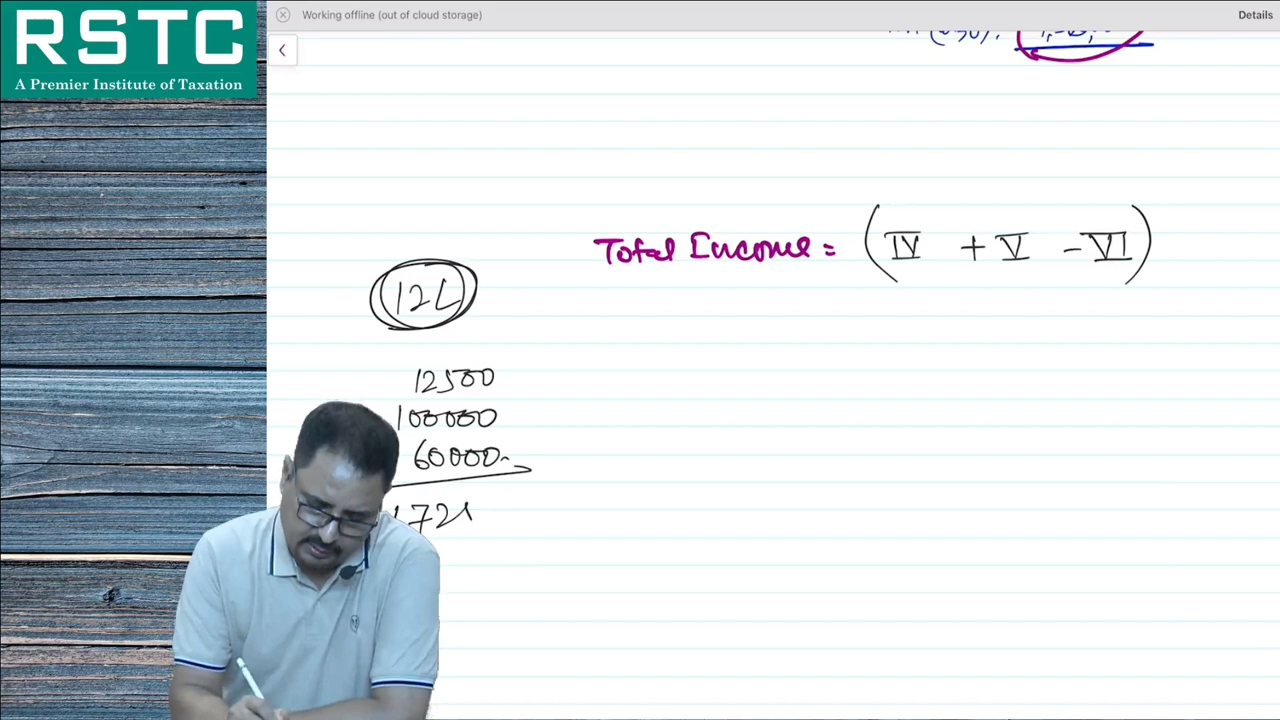 RSTC
A Premier Institute of Taxation
Working offline (out of cloud storage)
Details
Total Income = (IV + V - VI)
12L
12500
100000
60000